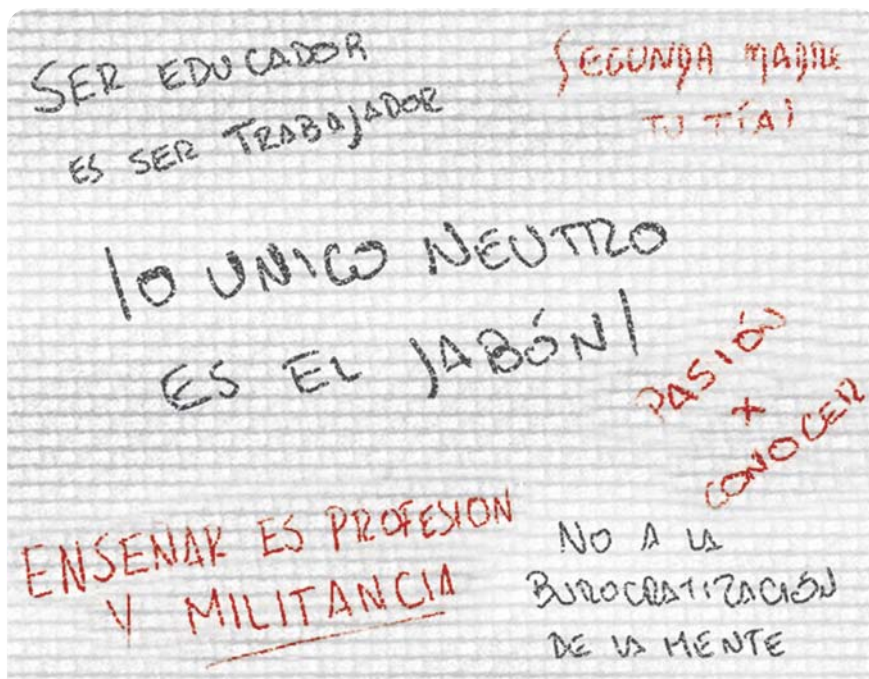 SER EDUCADOR
ES SER TRABAJADOR
SEGUNDA MADRE
TU TÍA!
lO UNICO NEUTRO
ES EL JABÓN!
PASIÓN
X
CONOCER
ENSENAR ES PROFESION
Y MILITANCIA
NO A LA
BUROCRATIZACIÓN
DE LA MENTE